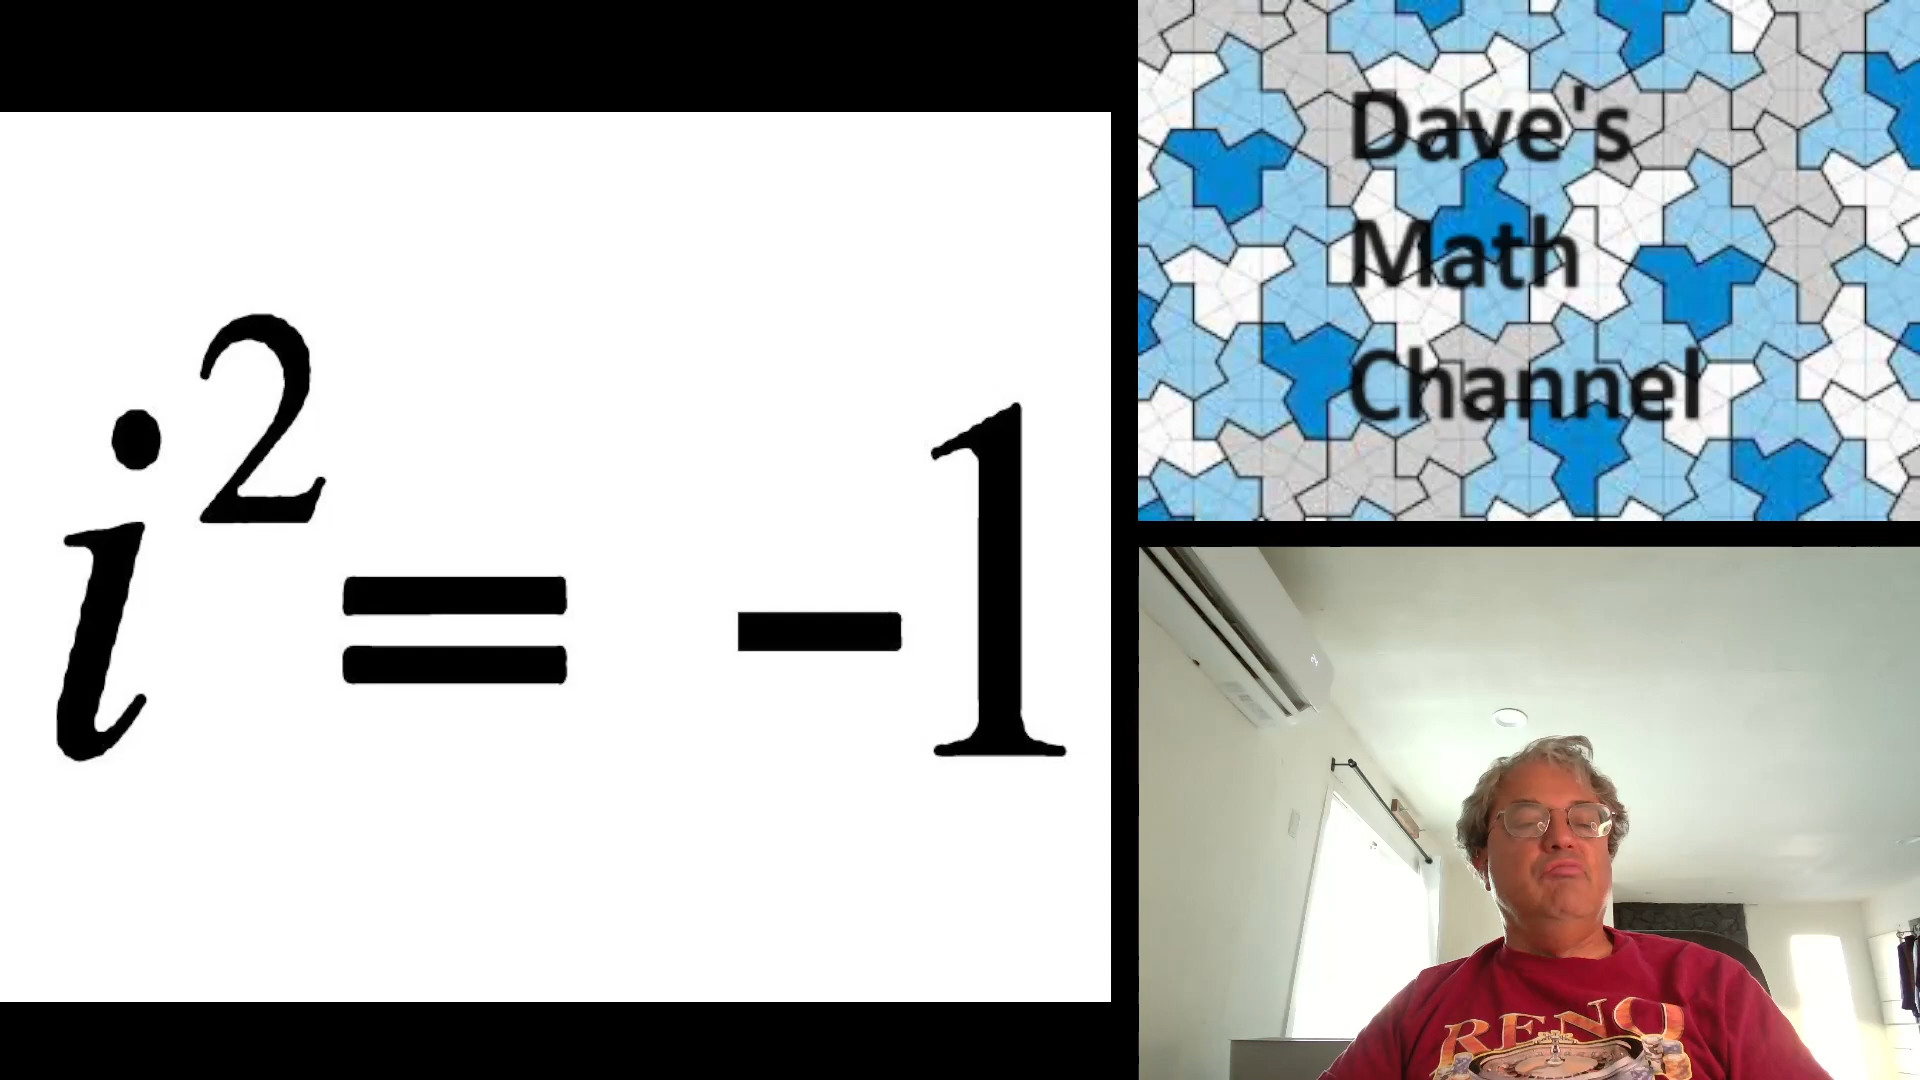 i² = -1
Dave's
Math
Channel
RENO